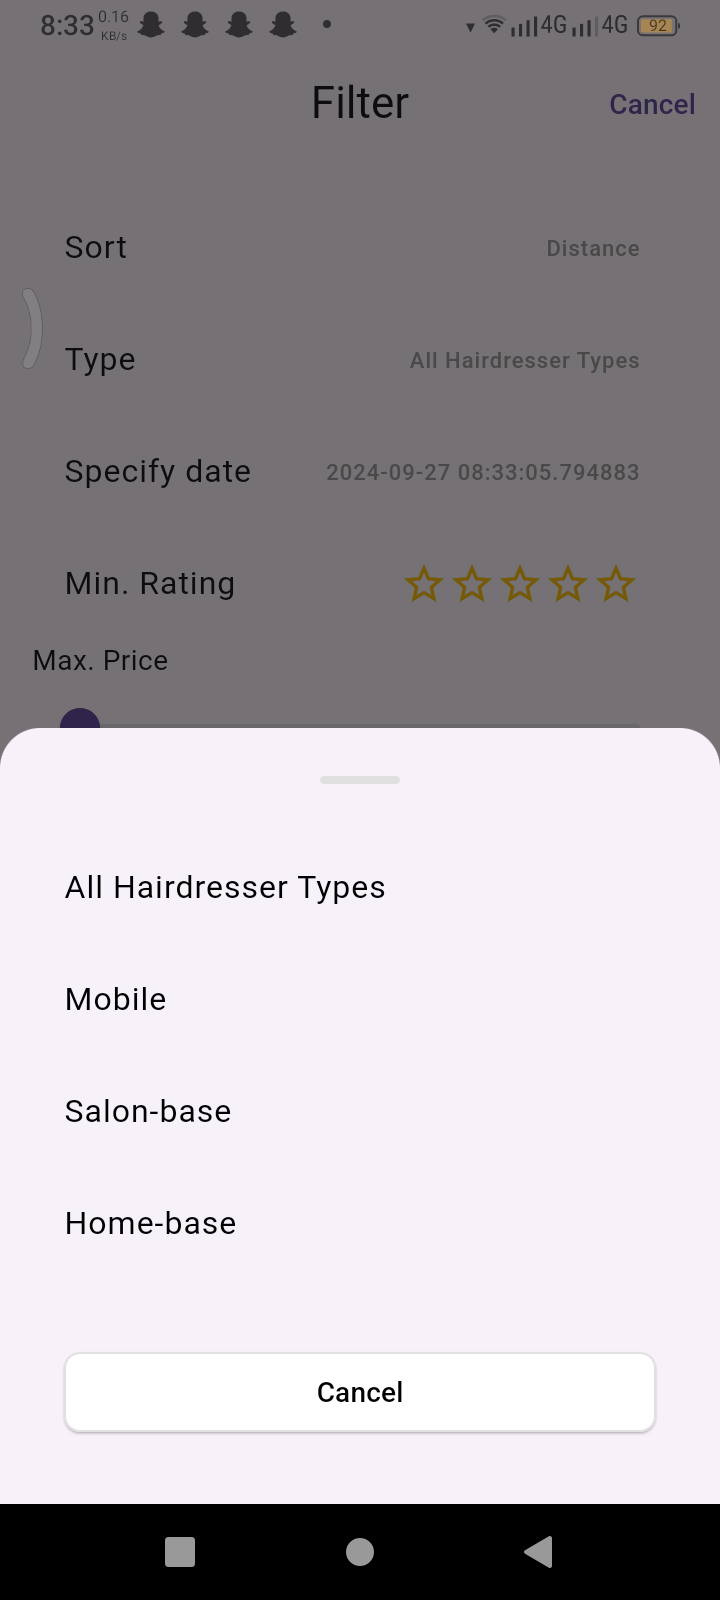 8:33 0.16 KB/s 4G 4G 92
Filter Cancel
Sort Distance
Type All Hairdresser Types
Specify date 2024-09-27 08:33:05.794883
Min. Rating
Max. Price
All Hairdresser Types
Mobile
Salon-base
Home-base
Cancel